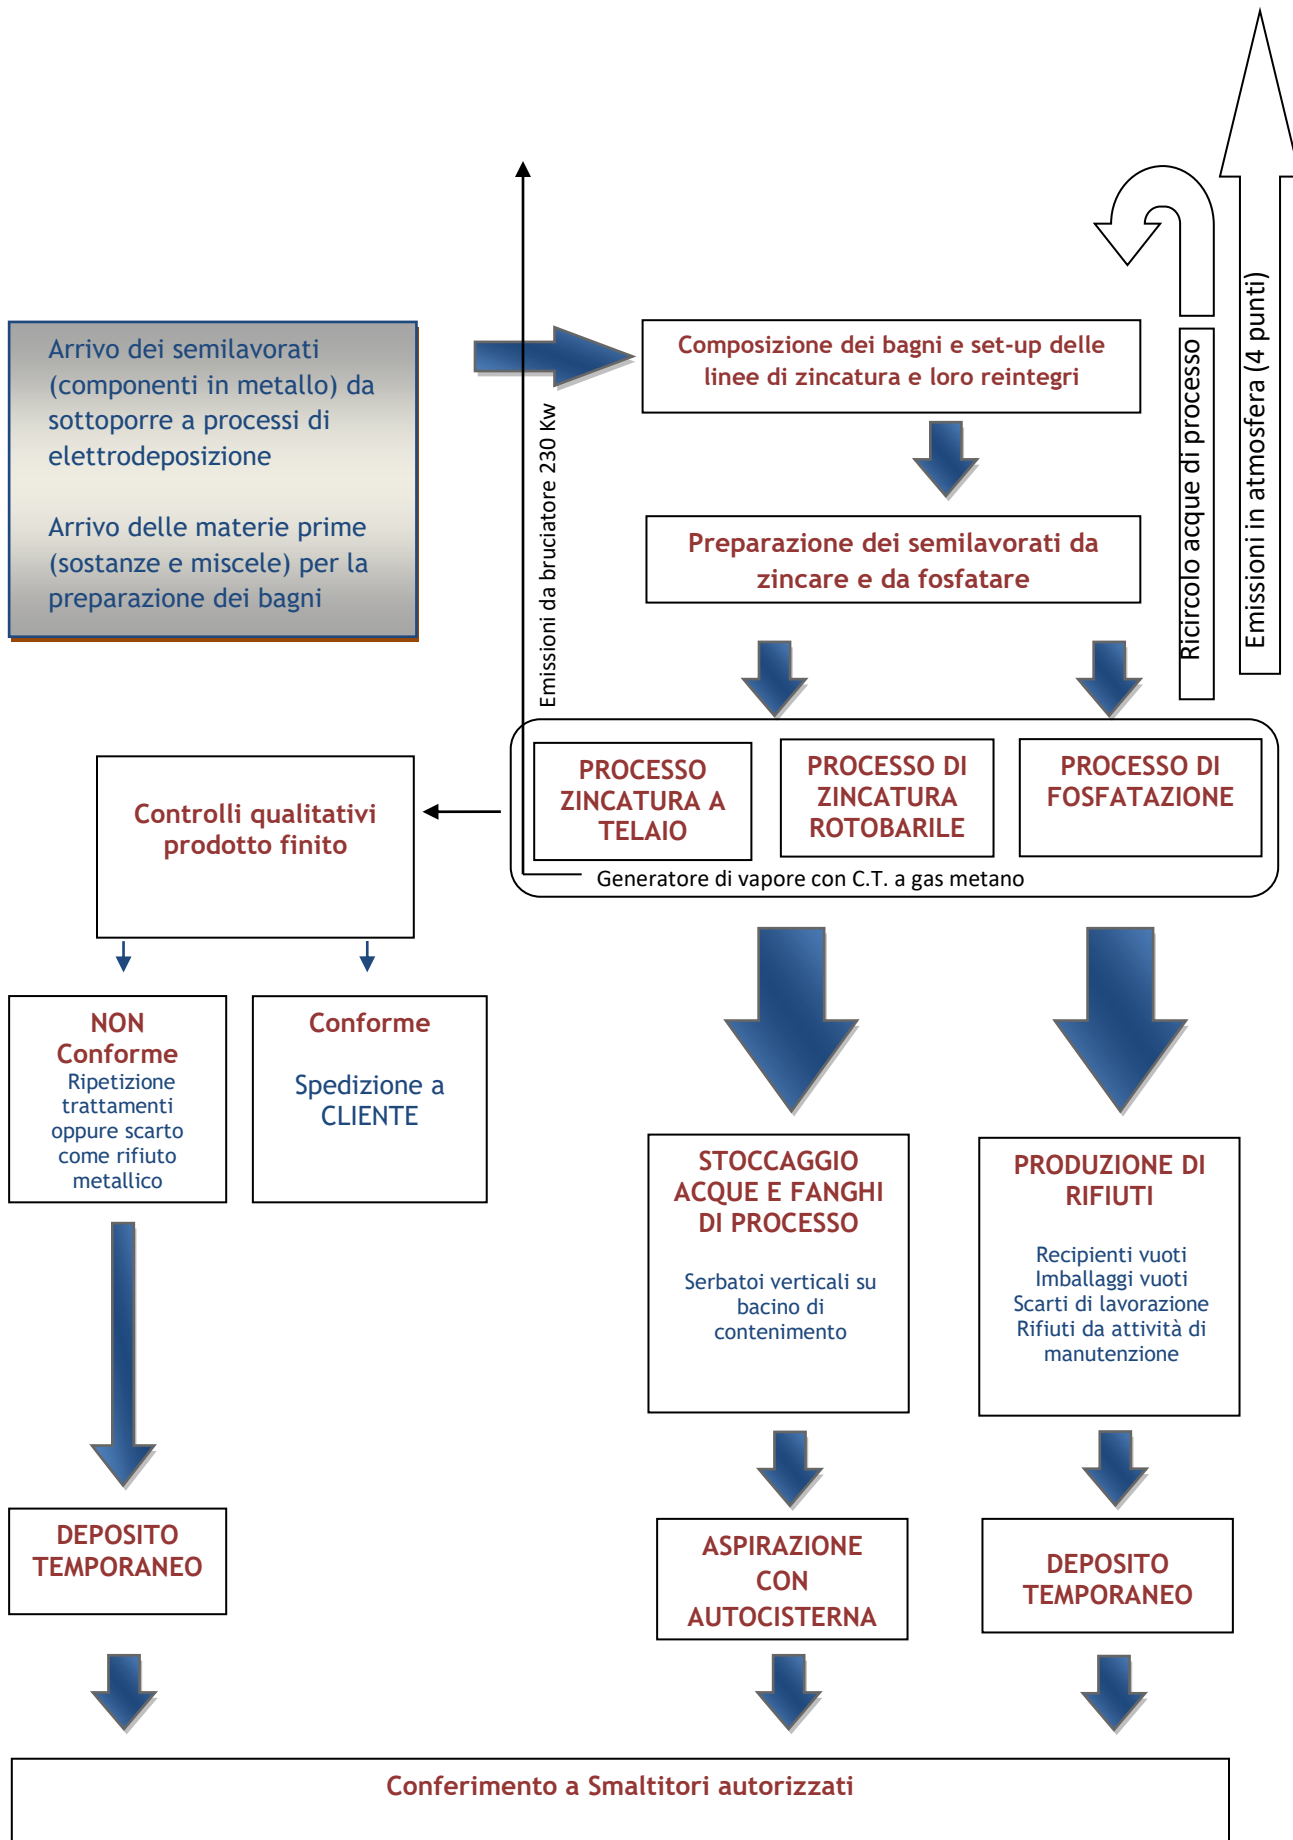 Arrivo dei semilavorati
(componenti in metallo) da
sottoporre a processi di
elettrodeposizione
Arrivo delle materie prime
(sostanze e miscele) per la
preparazione dei bagni
Emissioni da bruciatore 230 Kw
Composizione dei bagni e set-up delle
linee di zincatura e loro reintegri
Preparazione dei semilavorati da
zincare e da fosfatare
Ricircolo acque di processo
Emissioni in atmosfera (4 punti)
PROCESSO
ZINCATURA A
TELAIO
PROCESSO DI
ZINCATURA
ROTOBARILE
PROCESSO DI
FOSFATAZIONE
Generatore di vapore con C.T. a gas metano
Controlli qualitativi
prodotto finito
NON
Conforme
Ripetizione
trattamenti
oppure scarto
come rifiuto
metallico
Conforme
Spedizione a
CLIENTE
STOCCAGGIO
ACQUE E FANGHI
DI PROCESSO
Serbatoi verticali su
bacino di
contenimento
PRODUZIONE DI
RIFIUTI
Recipienti vuoti
Imballaggi vuoti
Scarti di lavorazione
Rifiuti da attività di
manutenzione
DEPOSITO
TEMPORANEO
ASPIRAZIONE
CON
AUTOCISTERNA
DEPOSITO
TEMPORANEO
Conferimento a Smaltitori autorizzati